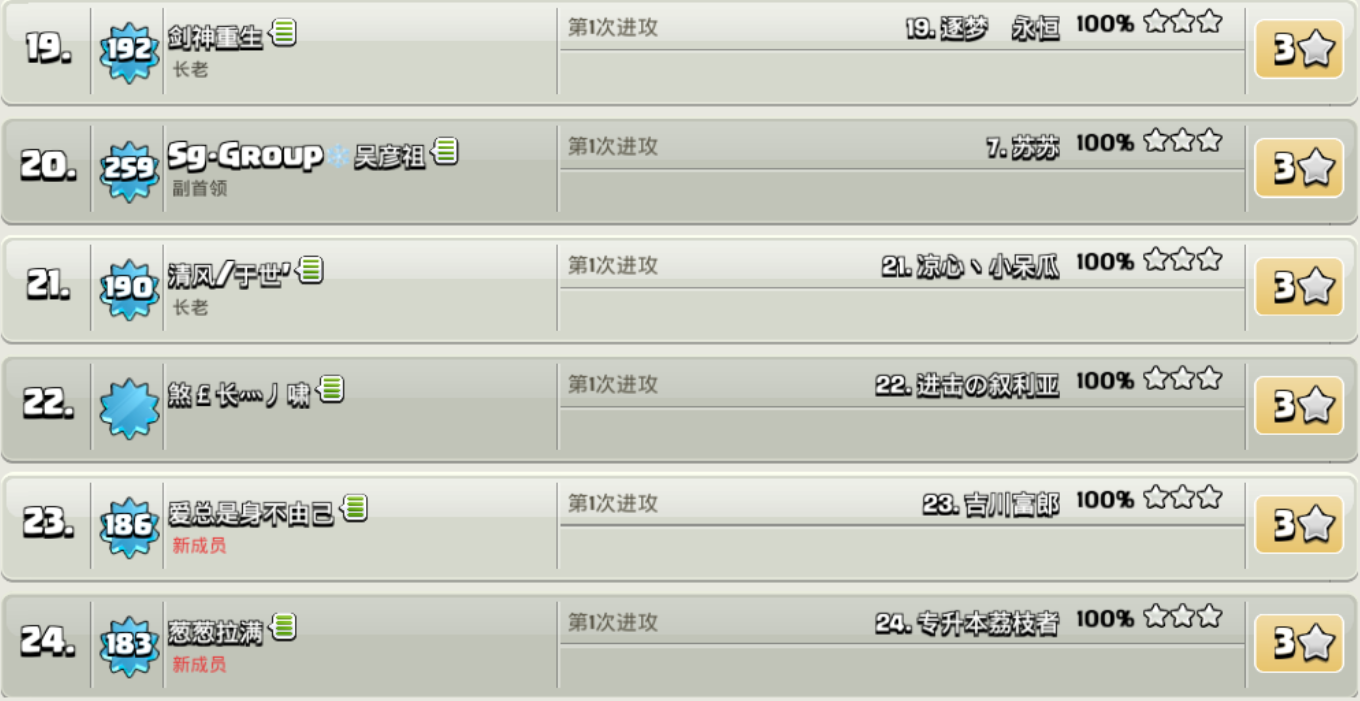 19. 192 剑神重生 第1次进攻 19. 逐梦 永恒 100% 3
长老
20. 259 Sg-Group❄吴彦祖 第1次进攻 7. 苏苏 100% 3
副首领
21. 190 清风/于世' 第1次进攻 21. 凉心丶小呆瓜 100% 3
长老
22. 煞£长灬丿啸 第1次进攻 22. 进击の叙利亚 100% 3
23. 186 爱总是身不由己 第1次进攻 23. 吉川富郎 100% 3
新成员
24. 183 葱葱拉满 第1次进攻 24. 专升本荔枝者 100% 3
新成员